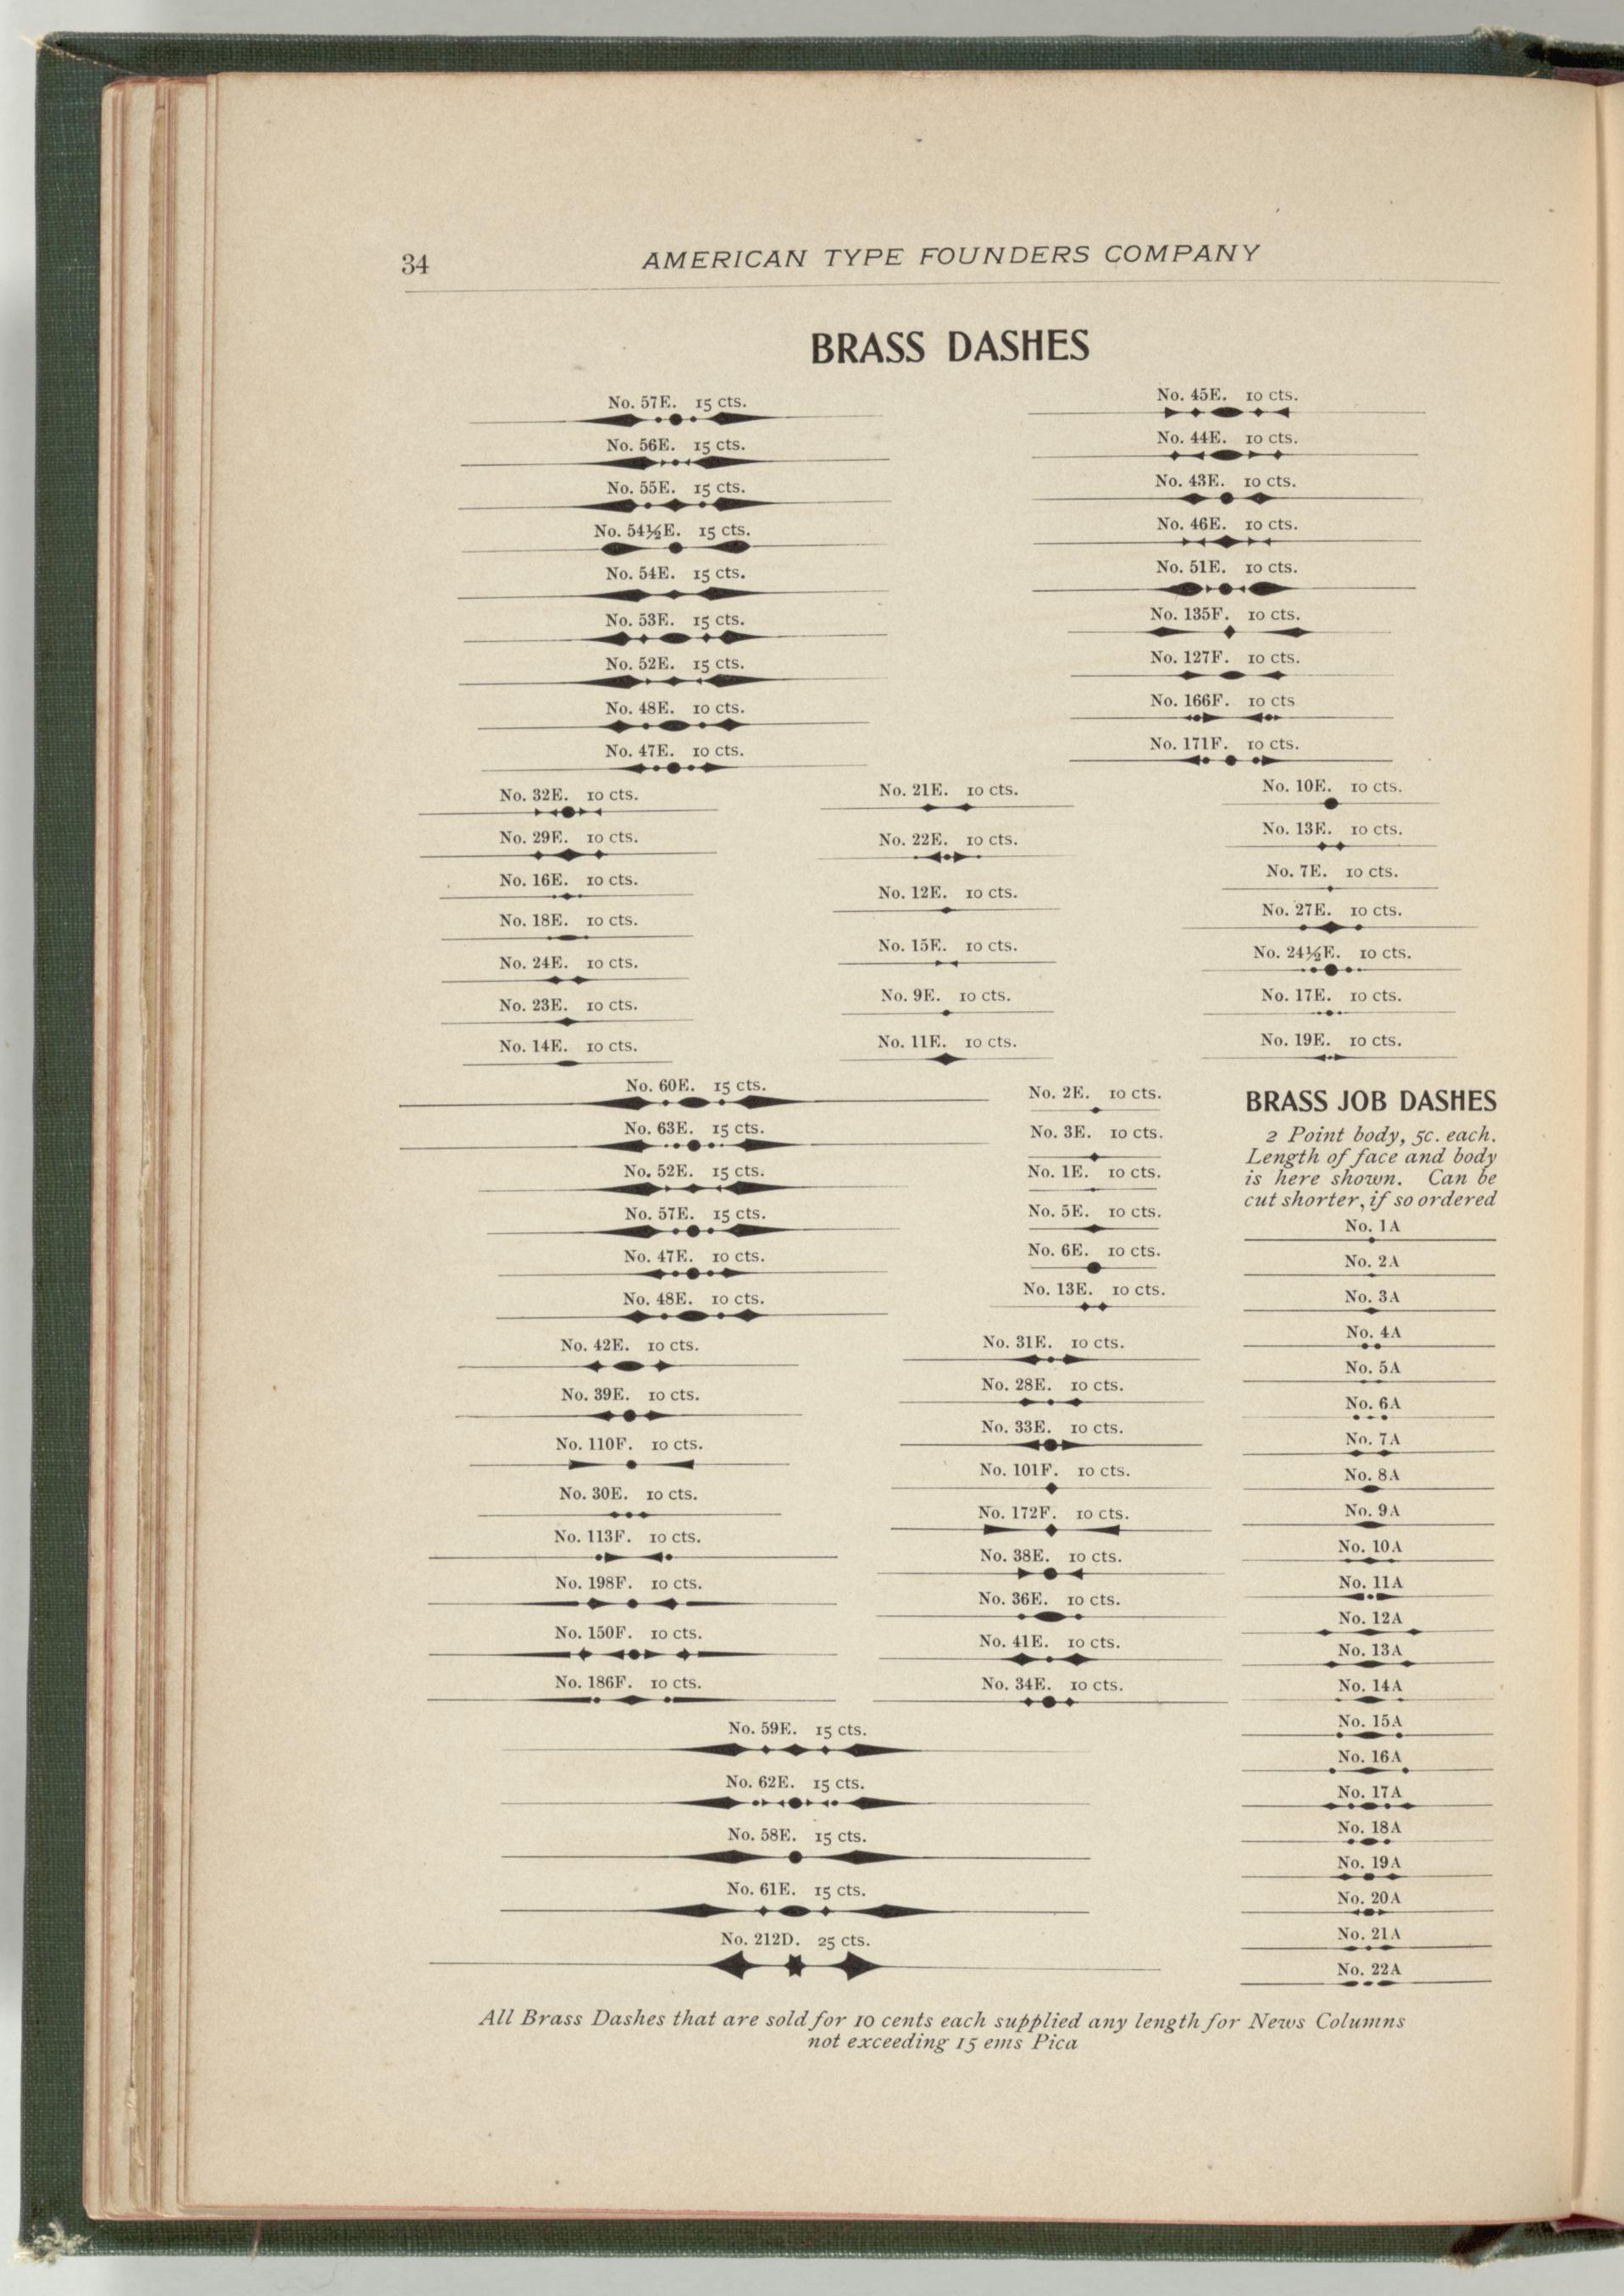 34
AMERICAN TYPE FOUNDERS COMPANY
BRASS DASHES
No. 57E. 15 cts.
No. 56E. 15 cts.
No. 55E. 15 cts.
No. 54½E. 15 cts.
No. 54E. 15 cts.
No. 53E. 15 cts.
No. 52E. 15 cts.
No. 48E. 10 cts.
No. 47E. 10 cts.
No. 45E. 10 cts.
No. 44E. 10 cts.
No. 43E. 10 cts.
No. 46E. 10 cts.
No. 51E. 10 cts.
No. 135F. 10 cts.
No. 127F. 10 cts.
No. 166F. 10 cts
No. 171F. 10 cts.
No. 32E. 10 cts.
No. 29E. 10 cts.
No. 16E. 10 cts.
No. 18E. 10 cts.
No. 24E. 10 cts.
No. 23E. 10 cts.
No. 14E. 10 cts.
No. 21E. 10 cts.
No. 22E. 10 cts.
No. 12E. 10 cts.
No. 15E. 10 cts.
No. 9E. 10 cts.
No. 11E. 10 cts.
No. 10E. 10 cts.
No. 13E. 10 cts.
No. 7E. 10 cts.
No. 27E. 10 cts.
No. 24½E. 10 cts.
No. 17E. 10 cts.
No. 19E. 10 cts.
No. 60E. 15 cts.
No. 63E. 15 cts.
No. 52E. 15 cts.
No. 57E. 15 cts.
No. 47E. 10 cts.
No. 48E. 10 cts.
No. 2E. 10 cts.
No. 3E. 10 cts.
No. 1E. 10 cts.
No. 5E. 10 cts.
No. 6E. 10 cts.
No. 13E. 10 cts.
No. 42E. 10 cts.
No. 39E. 10 cts.
No. 110F. 10 cts.
No. 30E. 10 cts.
No. 113F. 10 cts.
No. 198F. 10 cts.
No. 150F. 10 cts.
No. 186F. 10 cts.
No. 31E. 10 cts.
No. 28E. 10 cts.
No. 33E. 10 cts.
No. 101F. 10 cts.
No. 172F. 10 cts.
No. 38E. 10 cts.
No. 36E. 10 cts.
No. 41E. 10 cts.
No. 34E. 10 cts.
No. 59E. 15 cts.
No. 62E. 15 cts.
No. 58E. 15 cts.
No. 61E. 15 cts.
No. 212D. 25 cts.
BRASS JOB DASHES
2 Point body, 5c. each.
Length of face and body
is here shown. Can be
cut shorter, if so ordered
No. 1A
No. 2A
No. 3A
No. 4A
No. 5A
No. 6A
No. 7A
No. 8A
No. 9A
No. 10A
No. 11A
No. 12A
No. 13A
No. 14A
No. 15A
No. 16A
No. 17A
No. 18A
No. 19A
No. 20A
No. 21A
No. 22A
All Brass Dashes that are sold for 10 cents each supplied any length for News Columns
not exceeding 15 ems Pica